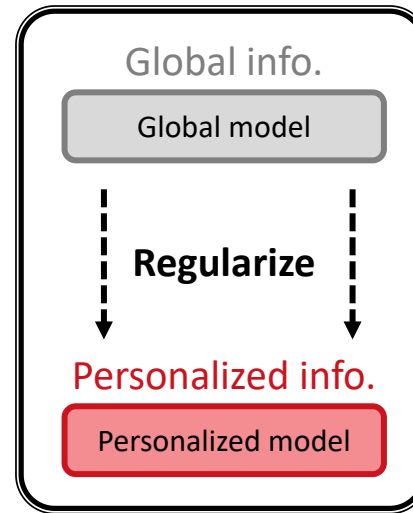 Global info.
Global model
Regularize
Personalized info.
Personalized model